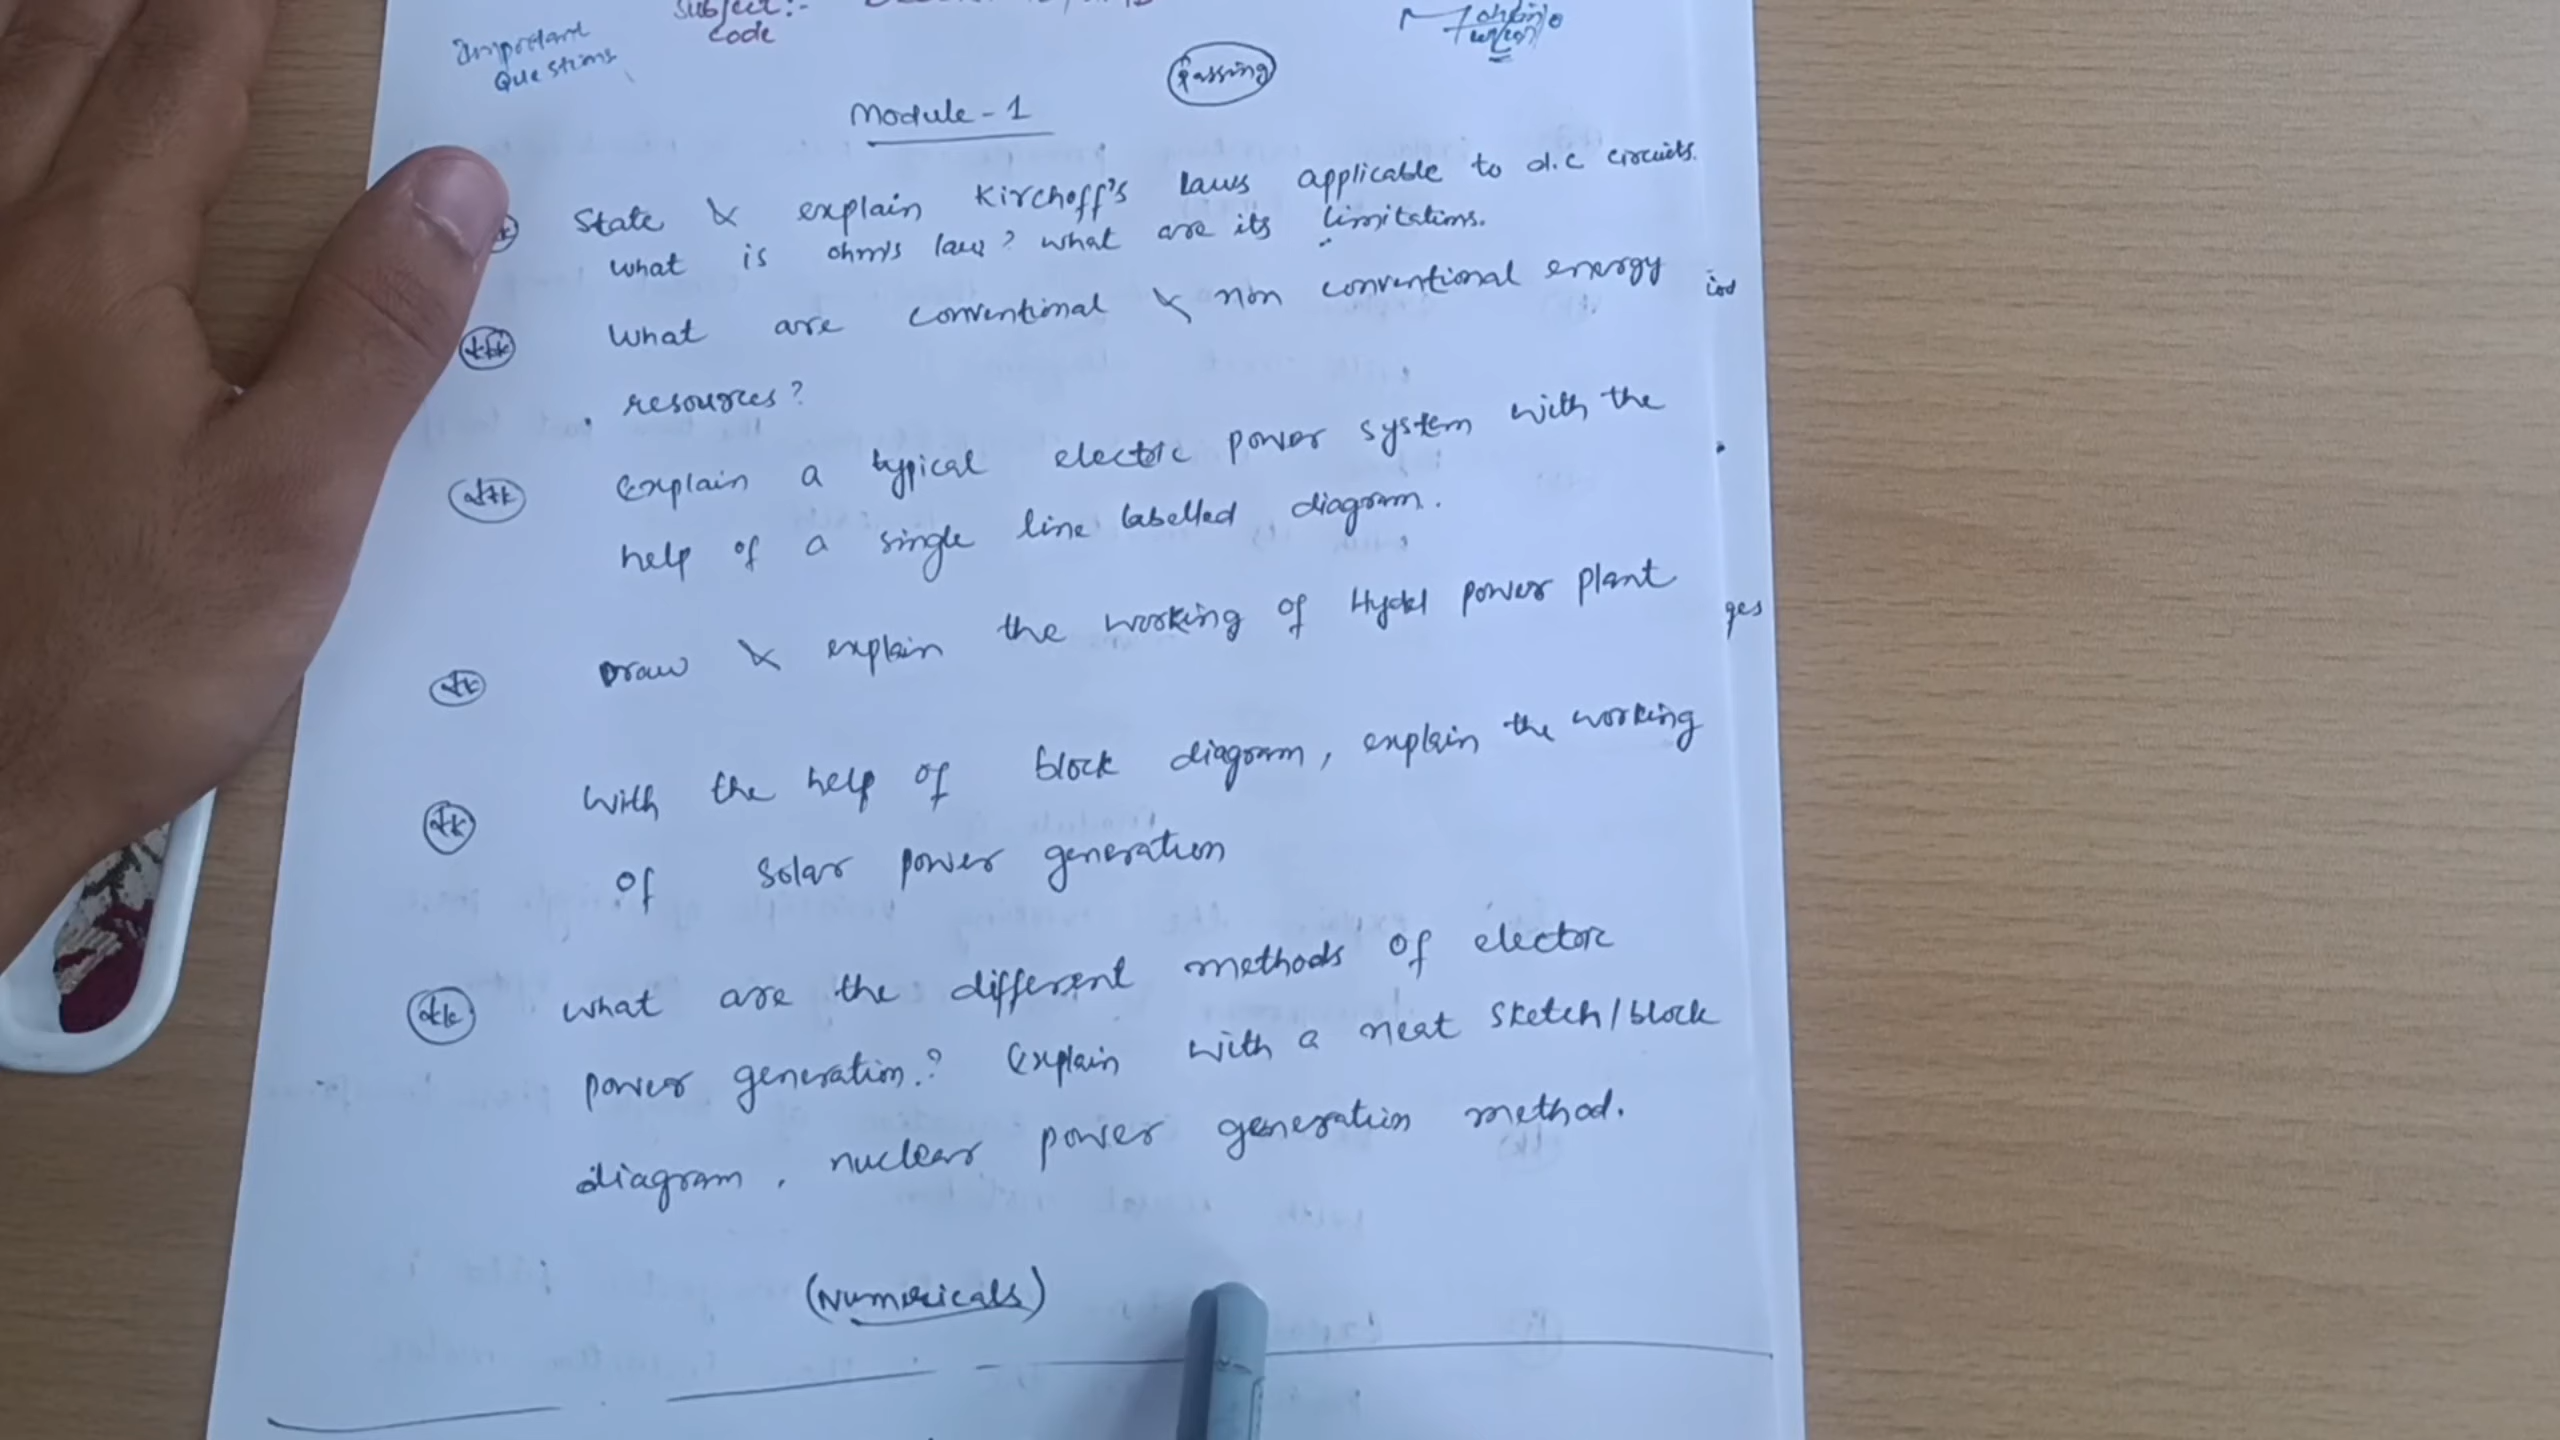 Subject:-
Code
Important
Questions
Passing
Module - 1
State & explain Kirchoff's laws applicable to d.c circuits.
What is ohm's law? what are its limitations.
*** What are conventional & non conventional energy
resources?
*** Explain a typical electric power system with the
help of a single line labelled diagram.
** Draw & explain the working of Hydel power plant
** With the help of block diagram, explain the working
of solar power generation
** What are the different methods of electric
power generation? Explain with a neat sketch/block
diagram, nuclear power generation method.
(Numericals)